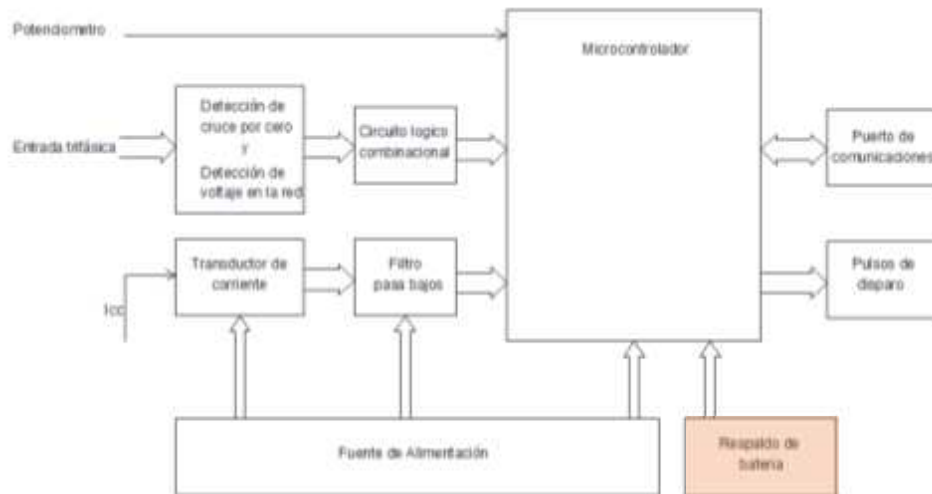 Potenciometro
Microcontrolador
Detección de
cruce por cero
y
Detección de
voltaje en la red
Circuito logico
combinacional
Entrada trifásica
Puerto de
comunicaciones
Transductor de
corriente
Filtro
pasa bajos
Pulsos de
disparo
Icc
Fuente de Alimentación
Respaldo de
bateria